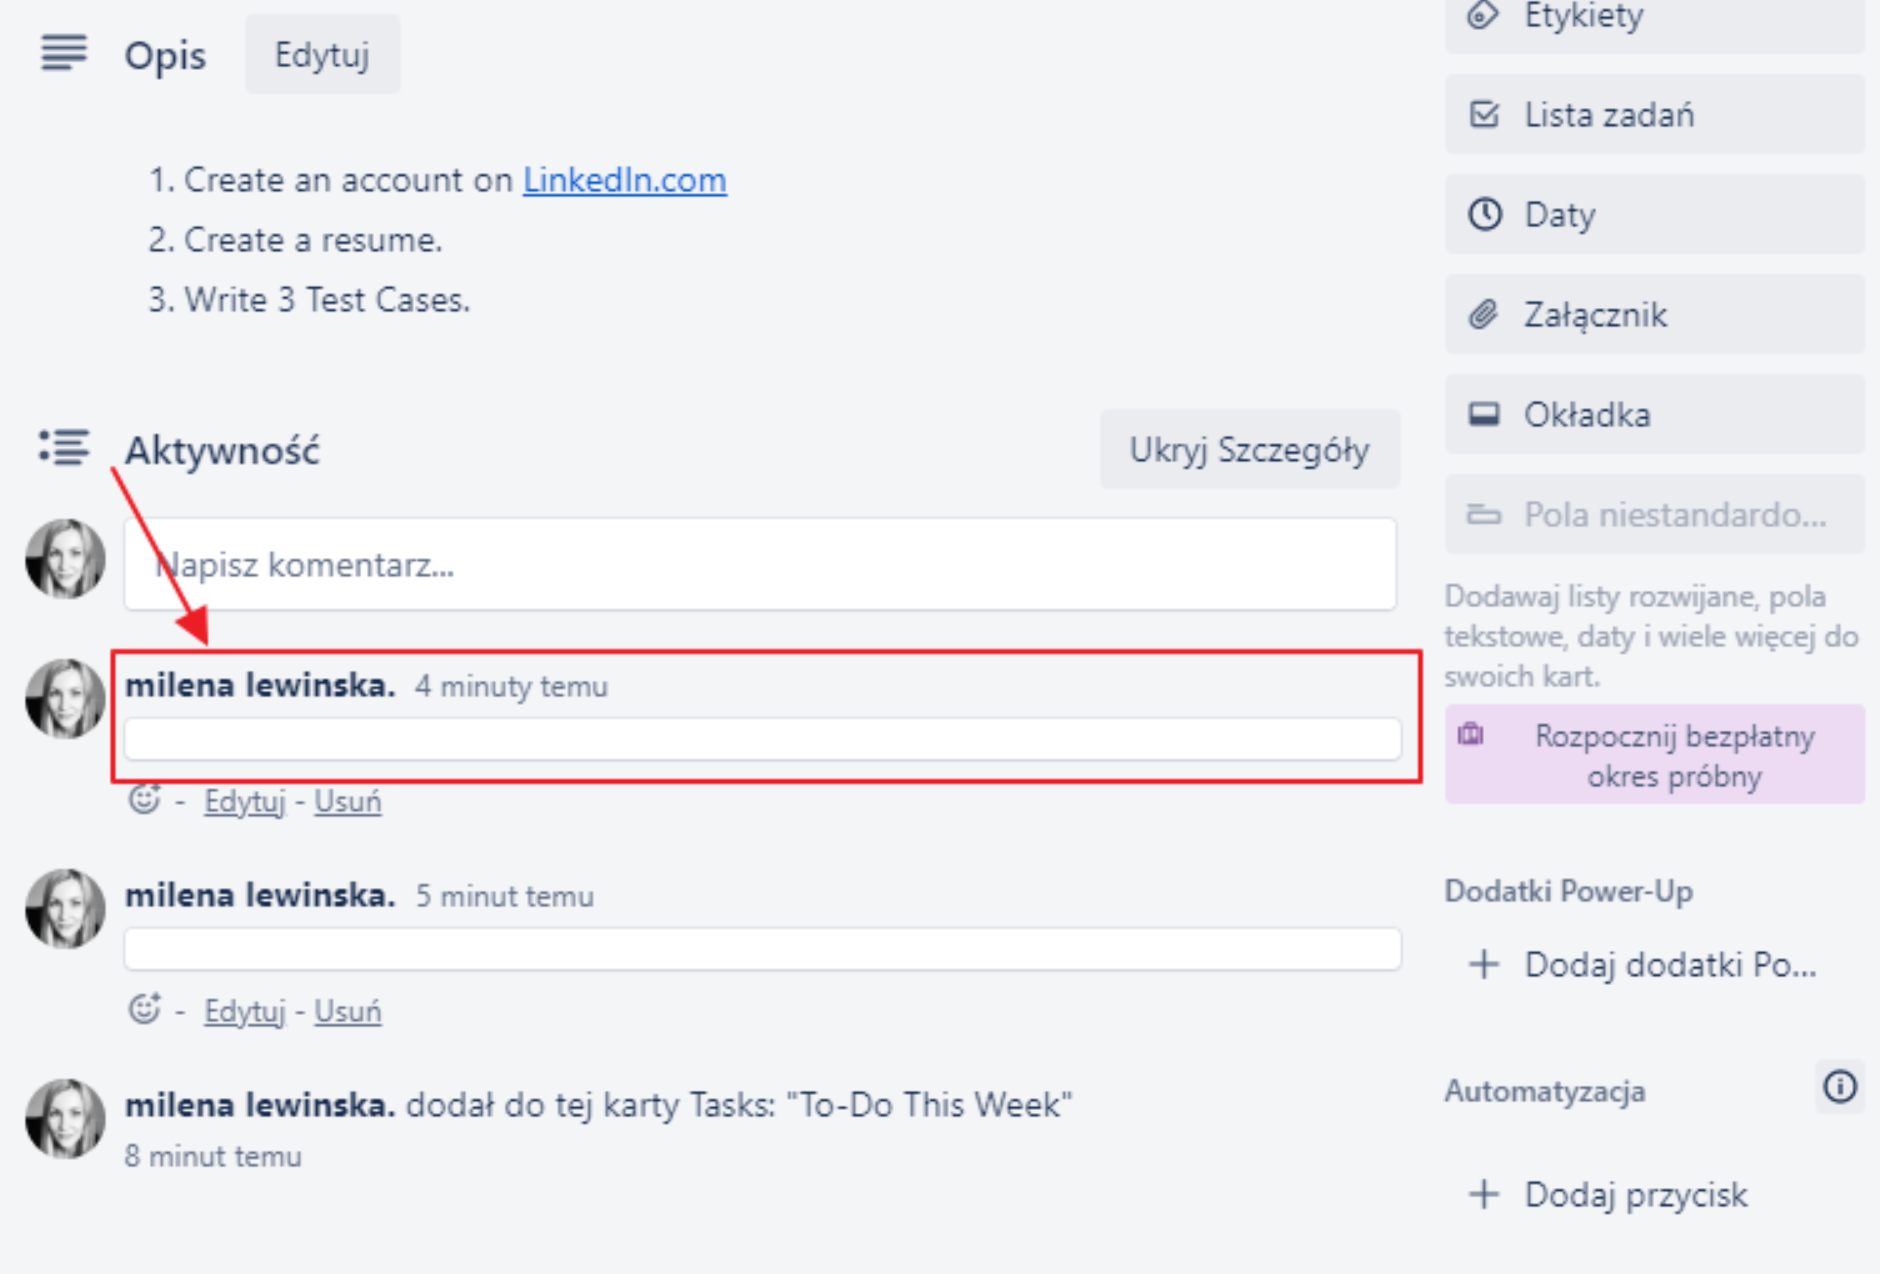 Opis
Edytuj
1. Create an account on LinkedIn.com
2. Create a resume.
3. Write 3 Test Cases.
Aktywność
Ukryj Szczegóły
Napisz komentarz...
milena lewinska. 4 minuty temu
- Edytuj - Usuń
milena lewinska. 5 minut temu
- Edytuj - Usuń
milena lewinska. dodał do tej karty Tasks: "To-Do This Week"
8 minut temu
Etykiety
Lista zadań
Daty
Załącznik
Okładka
Pola niestandardo...
Dodawaj listy rozwijane, pola
tekstowe, daty i wiele więcej do
swoich kart.
Rozpocznij bezpłatny
okres próbny
Dodatki Power-Up
+ Dodaj dodatki Po...
Automatyzacja
+ Dodaj przycisk